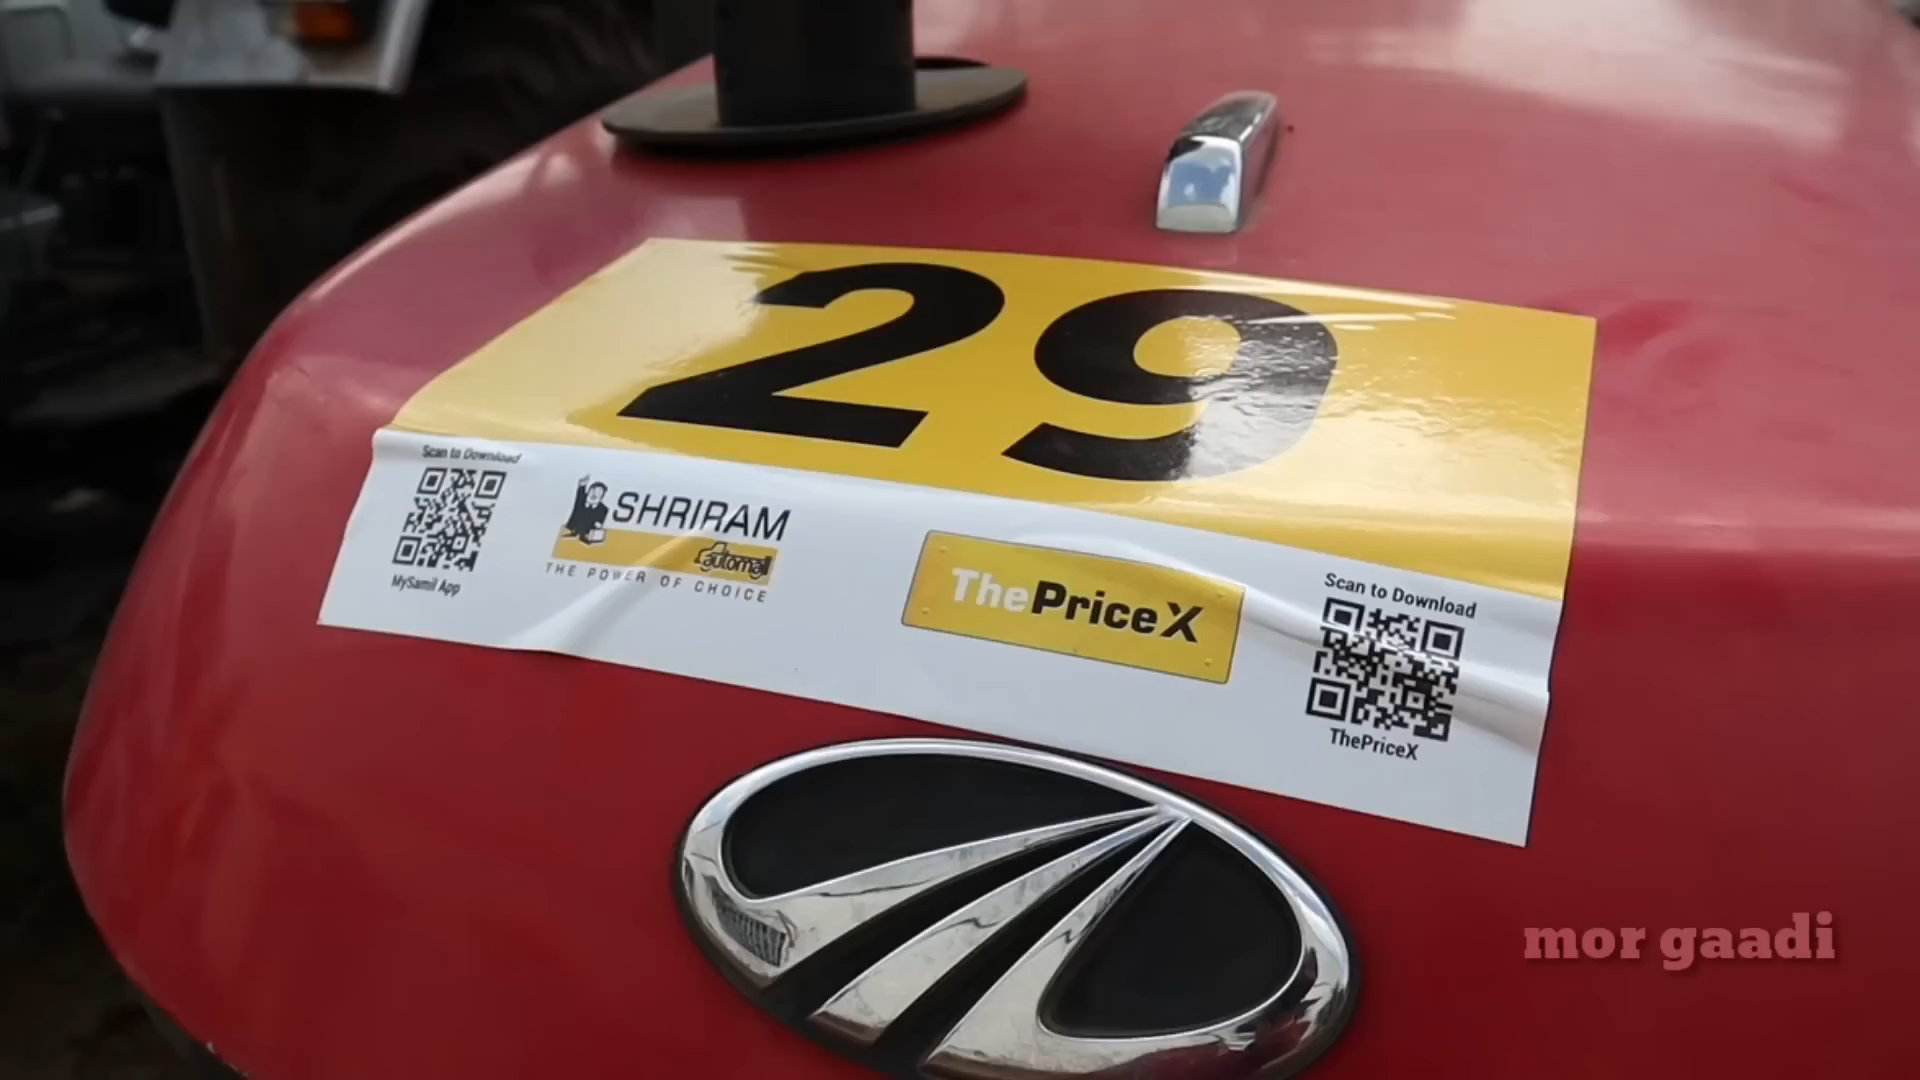 29
Scan to Download
MySamil App
SHRIRAM
automall
THE POWER OF CHOICE
ThePriceX
Scan to Download
ThePriceX
mor gaadi